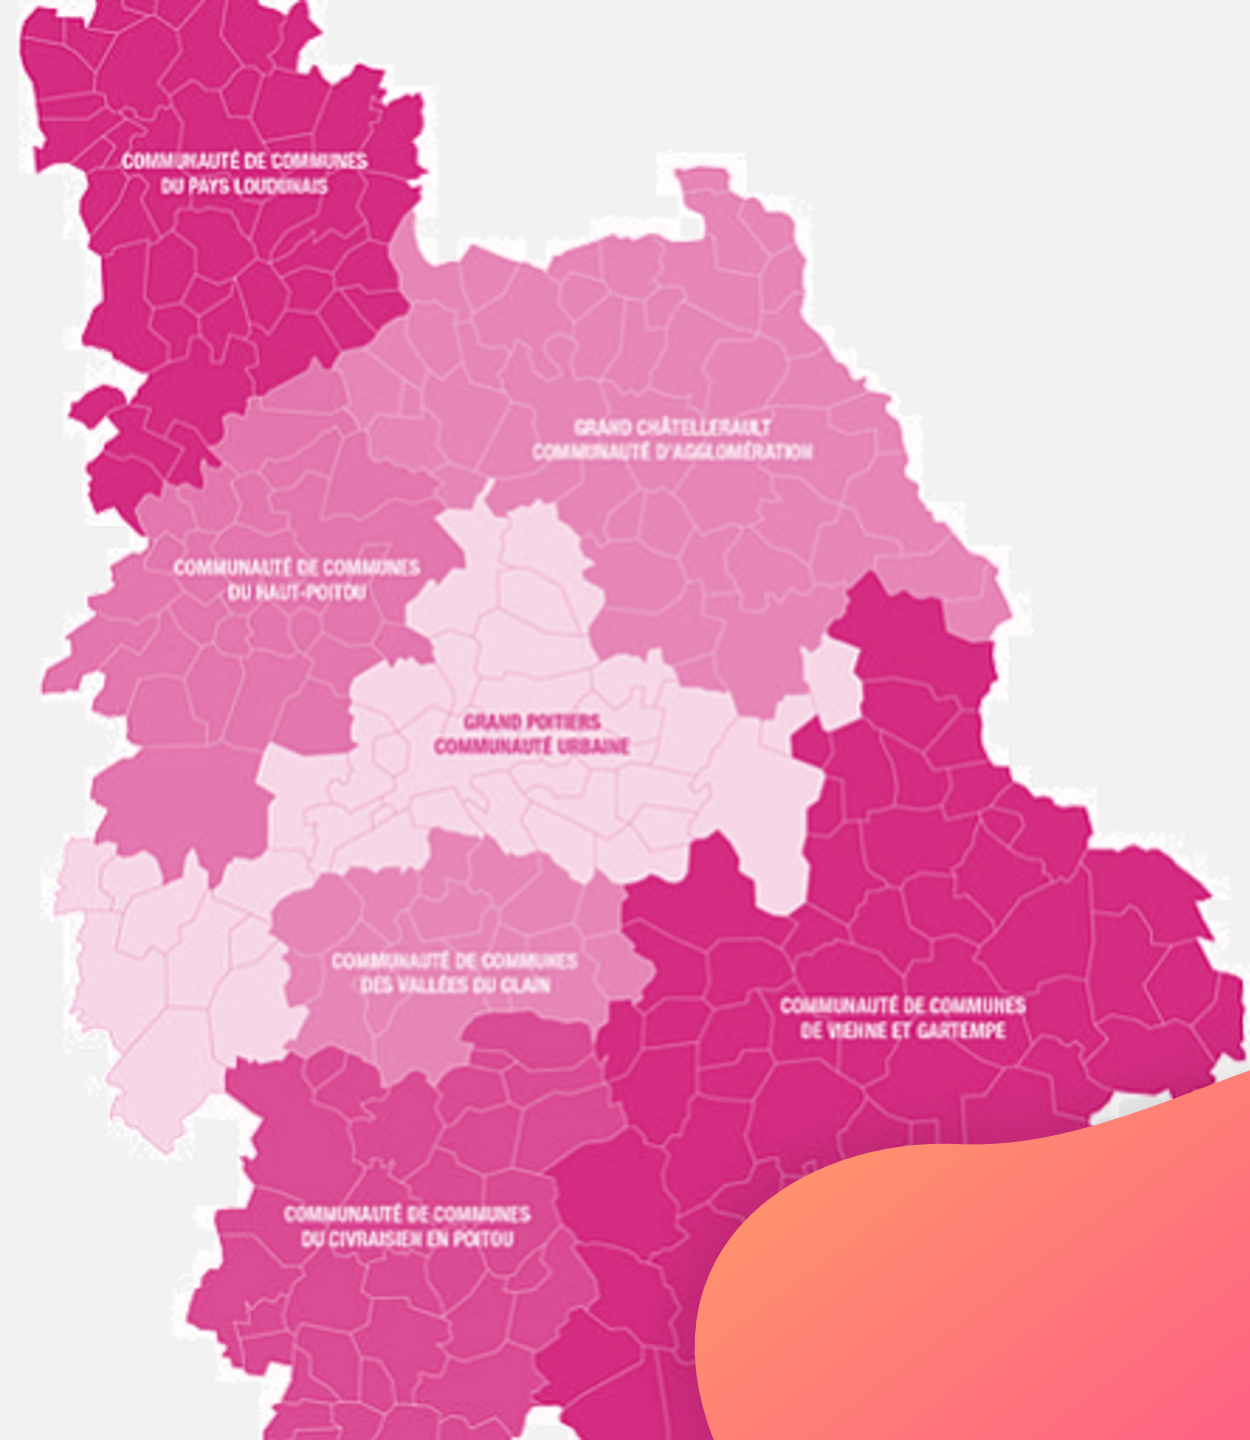 COMMUNAUTÉ DE COMMUNES
DU PAYS LOUDUNAIS
GRAND CHÂTELLERAULT
COMMUNAUTÉ D'AGGLOMÉRATION
COMMUNAUTÉ DE COMMUNES
DU HAUT-POITOU
GRAND POITIERS
COMMUNAUTÉ URBAINE
COMMUNAUTÉ DE COMMUNES
DES VALLÉES DU CLAIN
COMMUNAUTÉ DE COMMUNES
DE VIENNE ET GARTEMPE
COMMUNAUTÉ DE COMMUNES
DU CIVRAISIEN EN POITOU